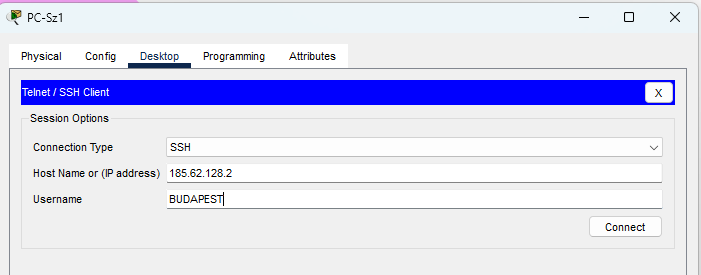 PC-Sz1
Physical Config Desktop Programming Attributes
Telnet / SSH Client X
Session Options
Connection Type SSH
Host Name or (IP address) 185.62.128.2
Username BUDAPEST
Connect